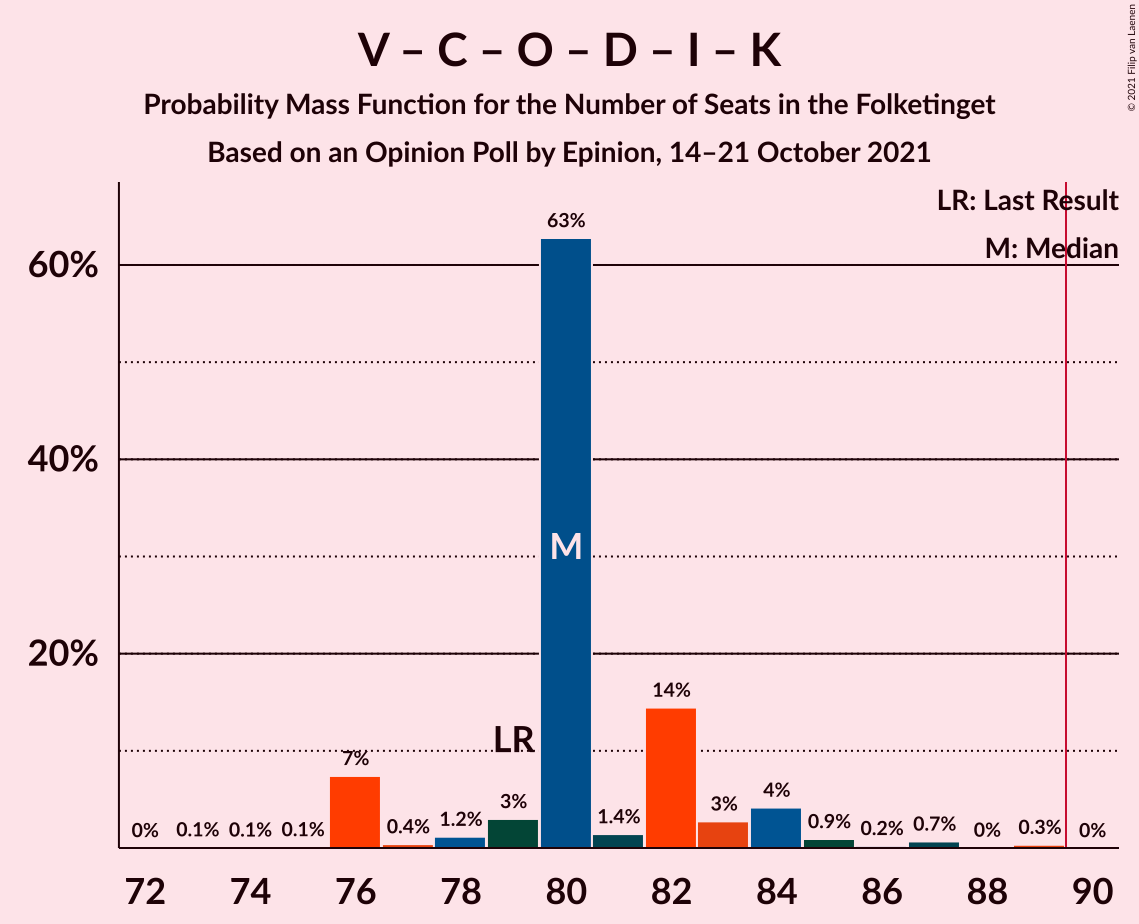 V – C – O – D – I – K
Probability Mass Function for the Number of Seats in the Folketinget
Based on an Opinion Poll by Epinion, 14–21 October 2021
© 2021 Filip van Laenen
LR: Last Result
M: Median
60%
40%
20%
0% 0.1% 0.1% 0.1% 7% 0.4% 1.2% 3% 63% 1.4% 14% 3% 4% 0.9% 0.2% 0.7% 0% 0.3% 0%
LR
M
72 74 76 78 80 82 84 86 88 90